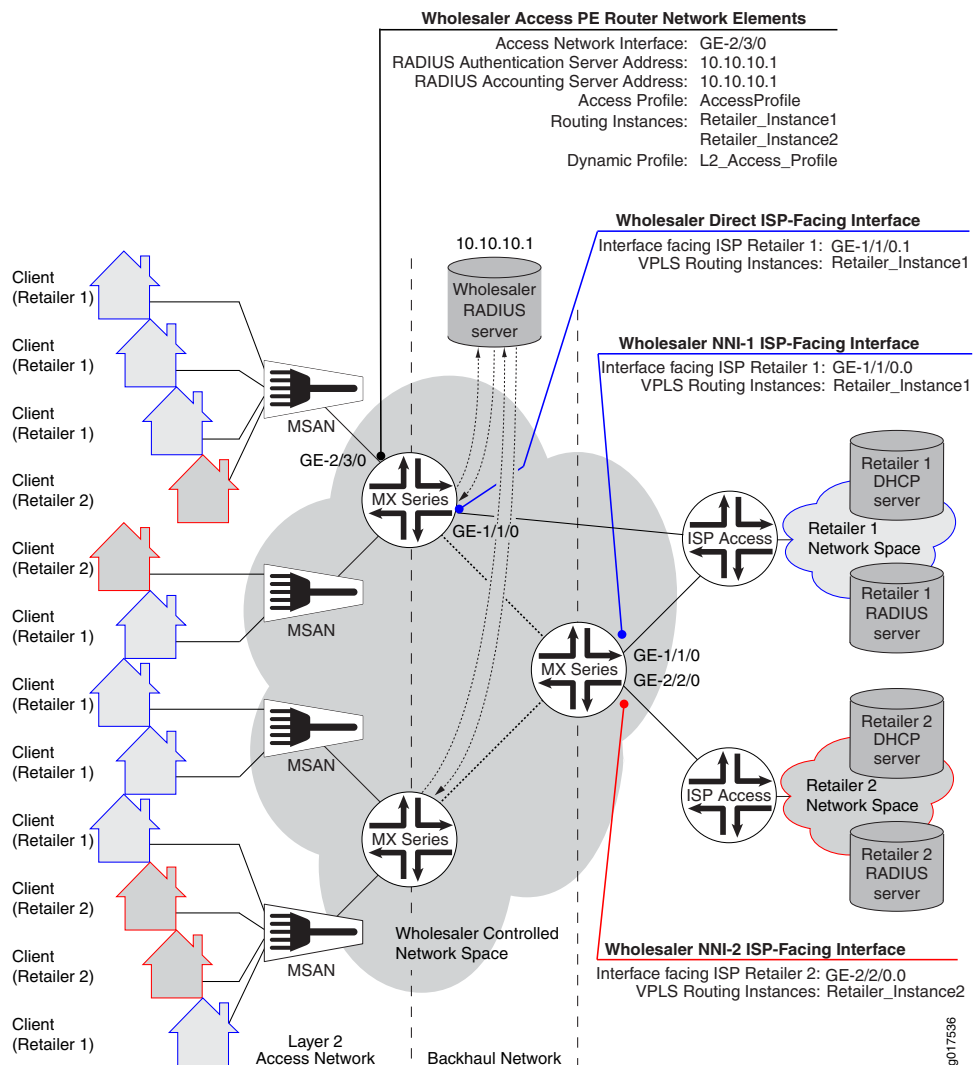 Wholesaler Access PE Router Network Elements
Access Network Interface: GE-2/3/0
RADIUS Authentication Server Address: 10.10.10.1
RADIUS Accounting Server Address: 10.10.10.1
Access Profile: AccessProfile
Routing Instances: Retailer_Instance1
Retailer_Instance2
Dynamic Profile: L2_Access_Profile
Wholesaler Direct ISP-Facing Interface
Interface facing ISP Retailer 1: GE-1/1/0.1
VPLS Routing Instances: Retailer_Instance1
10.10.10.1
Wholesaler
RADIUS
server
Wholesaler NNI-1 ISP-Facing Interface
Interface facing ISP Retailer 1: GE-1/1/0.0
VPLS Routing Instances: Retailer_Instance1
Client
(Retailer 1)
Client
(Retailer 1)
Client
(Retailer 1)
Client
(Retailer 2)
Client
(Retailer 2)
Client
(Retailer 1)
Client
(Retailer 1)
Client
(Retailer 1)
Client
(Retailer 1)
Client
(Retailer 2)
Client
(Retailer 2)
Client
(Retailer 1)
MSAN
MSAN
MSAN
MSAN
GE-2/3/0
MX Series
GE-1/1/0
MX Series
GE-1/1/0
GE-2/2/0
MX Series
ISP Access
Retailer 1
DHCP
server
Retailer 1
Network Space
Retailer 1
RADIUS
server
ISP Access
Retailer 2
DHCP
server
Retailer 2
Network Space
Retailer 2
RADIUS
server
Wholesaler Controlled
Network Space
Wholesaler NNI-2 ISP-Facing Interface
Interface facing ISP Retailer 2: GE-2/2/0.0
VPLS Routing Instances: Retailer_Instance2
Layer 2
Access Network
Backhaul Network
g017536